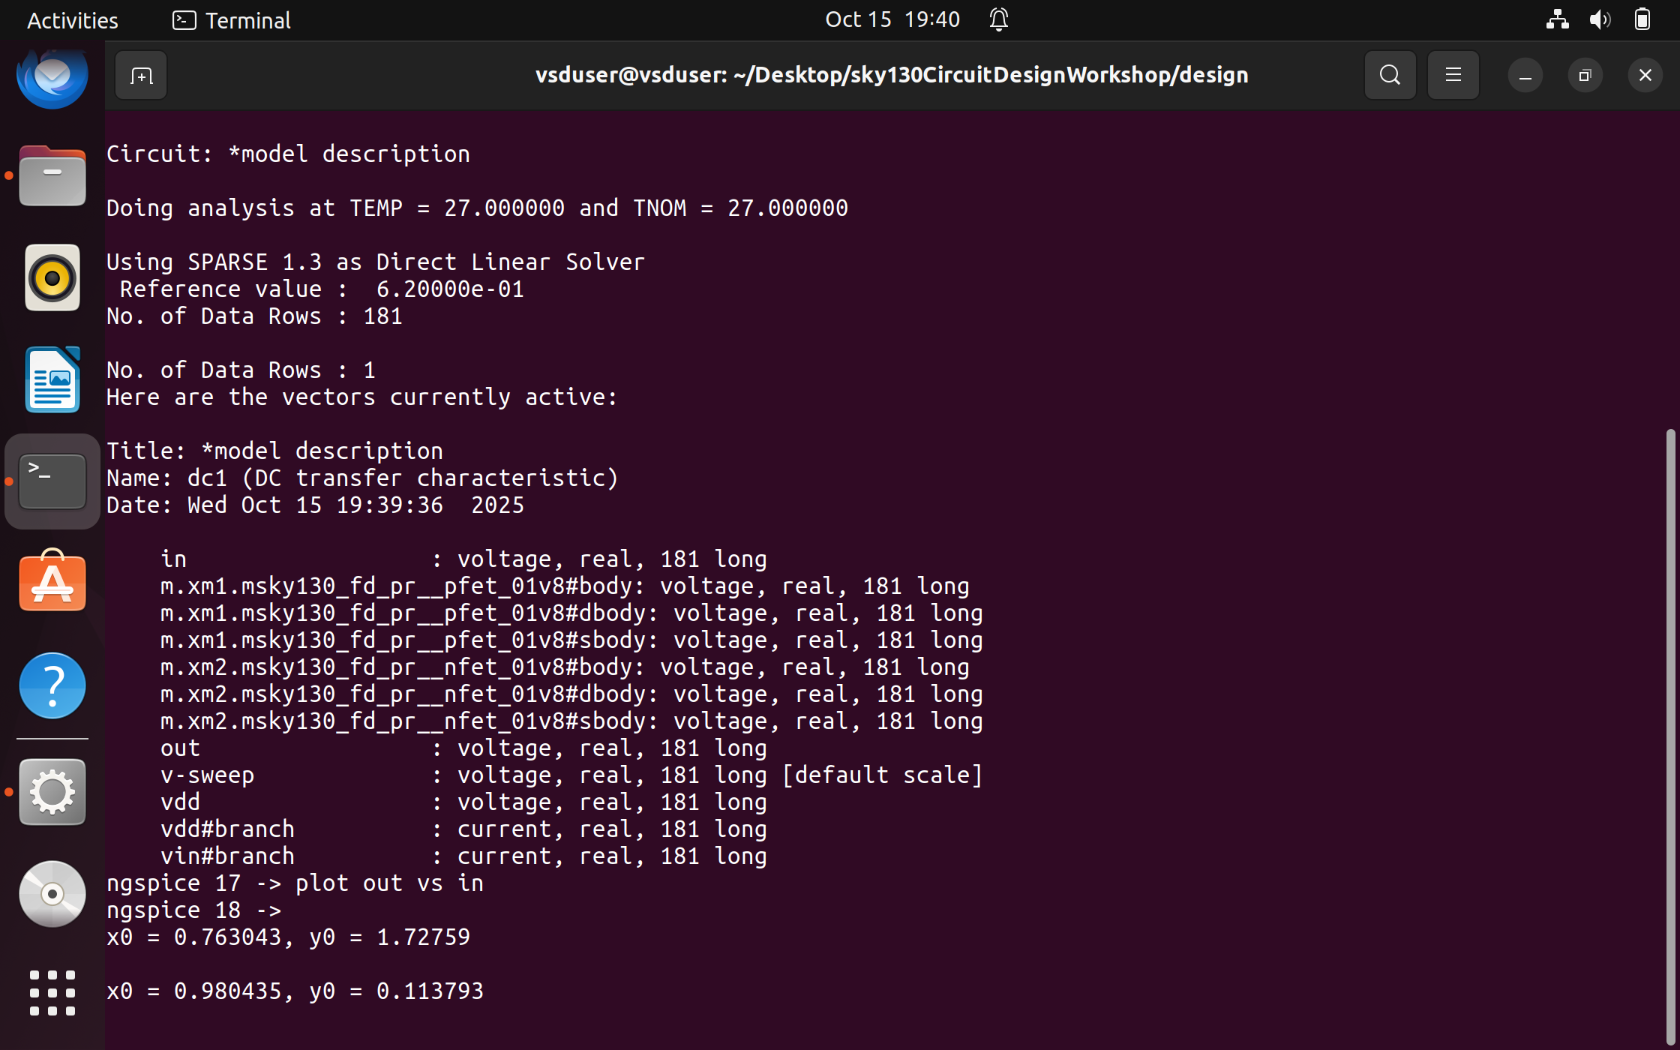 Activities Terminal Oct 15 19:40
vsduser@vsduser: ~/Desktop/sky130CircuitDesignWorkshop/design
Circuit: *model description
Doing analysis at TEMP = 27.000000 and TNOM = 27.000000
Using SPARSE 1.3 as Direct Linear Solver
Reference value :  6.20000e-01
No. of Data Rows : 181
No. of Data Rows : 1
Here are the vectors currently active:
Title: *model description
Name: dc1 (DC transfer characteristic)
Date: Wed Oct 15 19:39:36  2025
in                  : voltage, real, 181 long
m.xm1.msky130_fd_pr__pfet_01v8#body: voltage, real, 181 long
m.xm1.msky130_fd_pr__pfet_01v8#dbody: voltage, real, 181 long
m.xm1.msky130_fd_pr__pfet_01v8#sbody: voltage, real, 181 long
m.xm2.msky130_fd_pr__nfet_01v8#body: voltage, real, 181 long
m.xm2.msky130_fd_pr__nfet_01v8#dbody: voltage, real, 181 long
m.xm2.msky130_fd_pr__nfet_01v8#sbody: voltage, real, 181 long
out                 : voltage, real, 181 long
v-sweep             : voltage, real, 181 long [default scale]
vdd                 : voltage, real, 181 long
vdd#branch          : current, real, 181 long
vin#branch          : current, real, 181 long
ngspice 17 -> plot out vs in
ngspice 18 ->
x0 = 0.763043, y0 = 1.72759
x0 = 0.980435, y0 = 0.113793